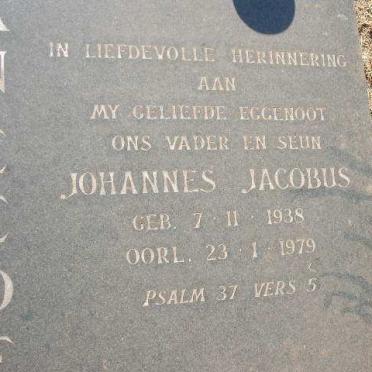 IN LIEFDEVOLLE HERINNERING
AAN
MY GELIEFDE EGGENOOT
ONS VADER EN SEUN
JOHANNES JACOBUS
GEB. 7 · 11 · 1938
OORL. 23 · 1 · 1979
PSALM 37 VERS 5